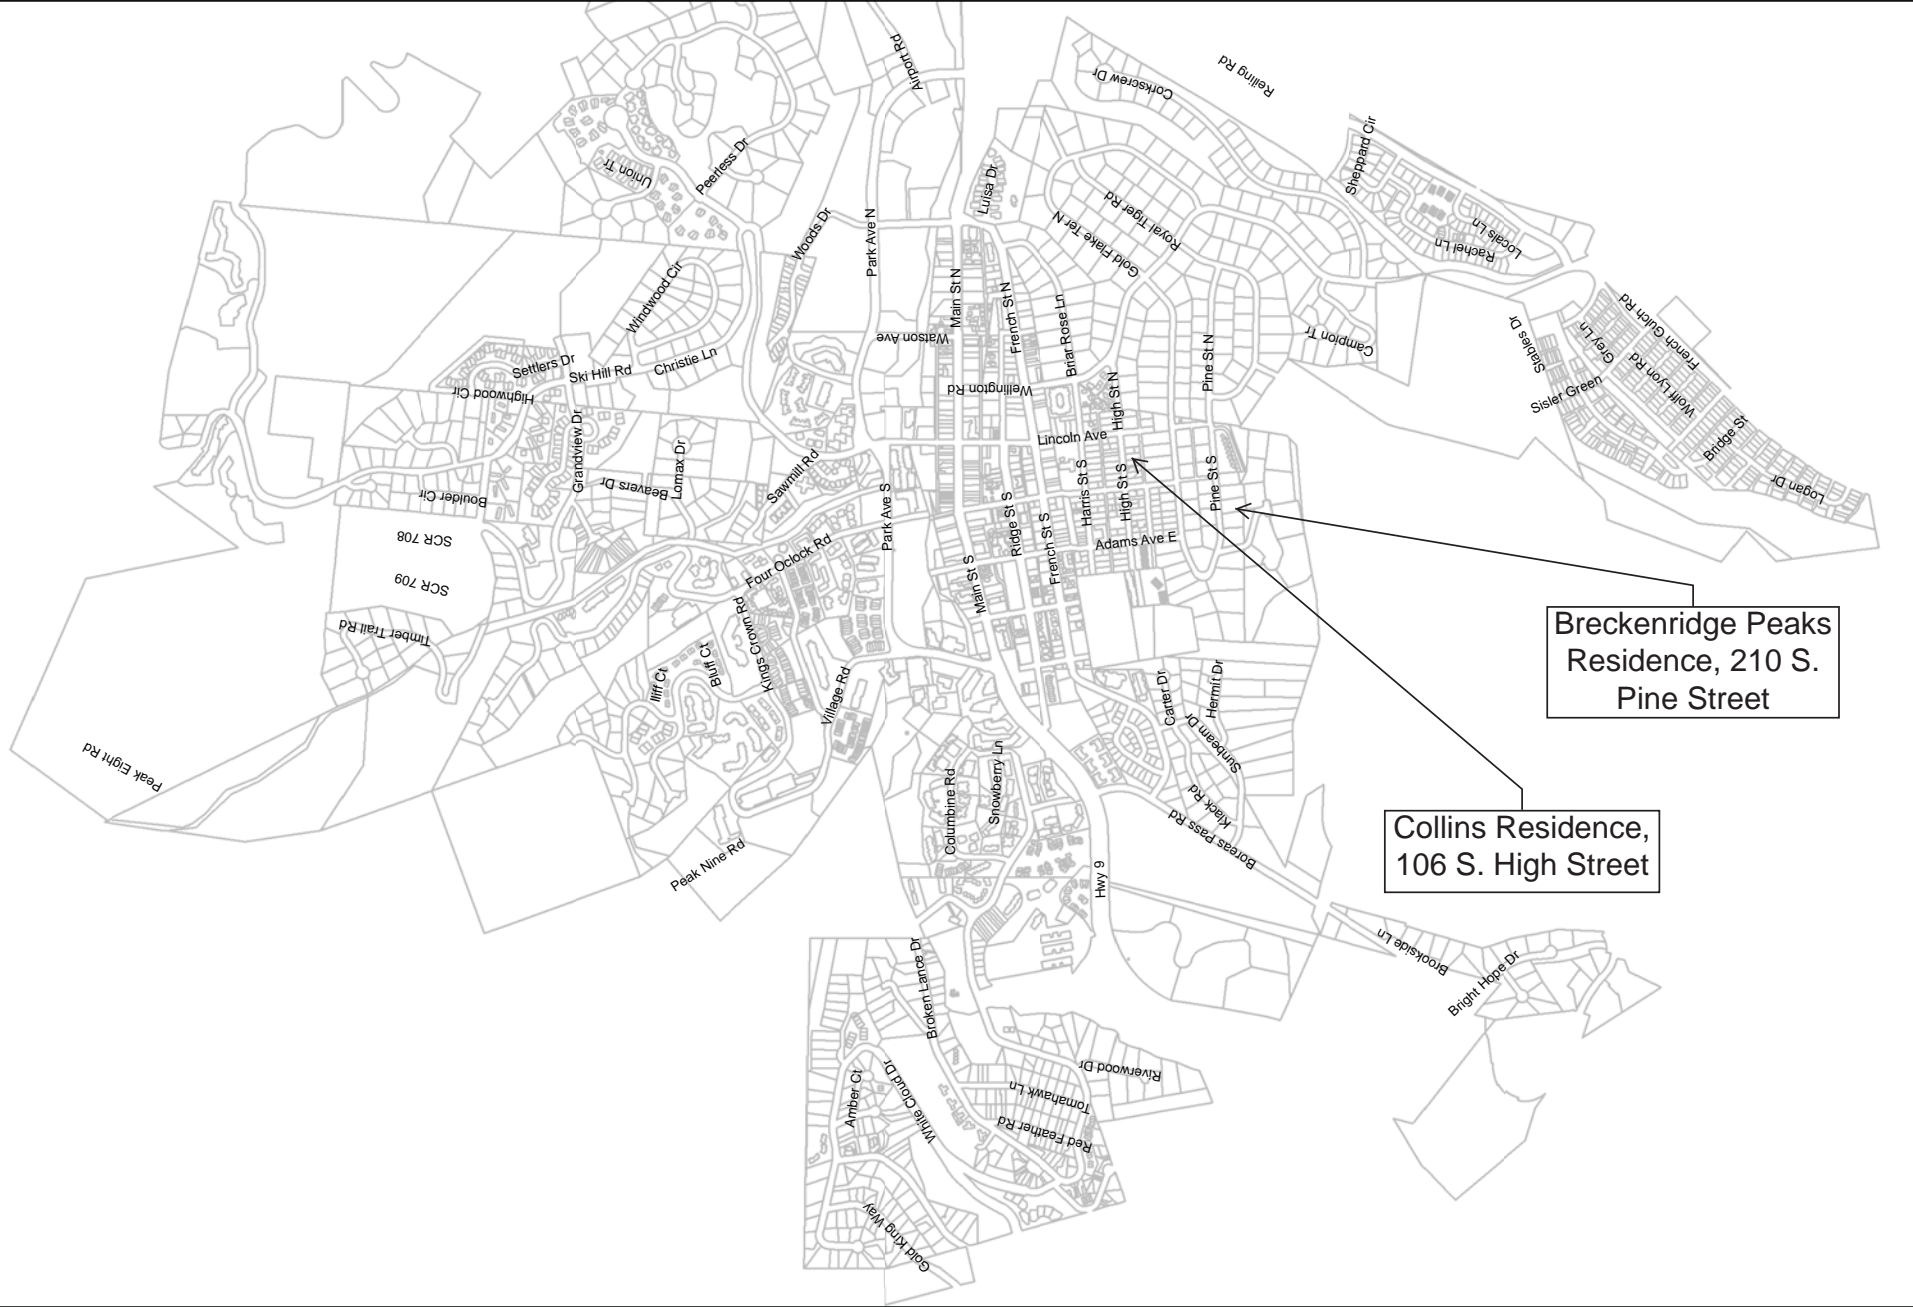 Airport Rd
Corkscrew Dr
Reiling Rd
Sheppard Cir
Union Tr
Peerless Dr
Luisa Dr
Royal Tiger Rd
Gold Flake Ter N
Locals Ln
Rachel Ln
Woods Dr
Park Ave N
Windwood Cir
Main St N
French St N
Briar Rose Ln
Watson Ave
Pine St N
Campion Tr
Stables Dr
Grey Ln
French Gulch Rd
Wolff Lyon Rd
Sisler Green
Bridge St
Logan Dr
Settlers Dr
Ski Hill Rd
Christie Ln
Highwood Cir
Wellington Rd
High St N
Grandview Dr
Lomax Dr
Beavers Dr
Boulder Cir
Sawmill Rd
Lincoln Ave
Harris St S
High St S
Pine St S
Park Ave S
Ridge St S
French St S
Adams Ave E
SCR 708
SCR 709
Four Oclock Rd
Main St S
Timber Trail Rd
Kings Crown Rd
Bluff Ct
Iliff Ct
Village Rd
Carter Dr
Hermit Dr
Sunbeam Dr
Breckenridge Peaks
Residence, 210 S.
Pine Street
Peak Eight Rd
Columbine Rd
Snowberry Ln
Klack Rd
Boreas Pass Rd
Peak Nine Rd
Hwy 9
Collins Residence,
106 S. High Street
Broken Lance Dr
Brookside Ln
Bright Hope Dr
Amber Ct
White Cloud Dr
Riverwood Dr
Tomahawk Ln
Red Feather Rd
Gold King Way